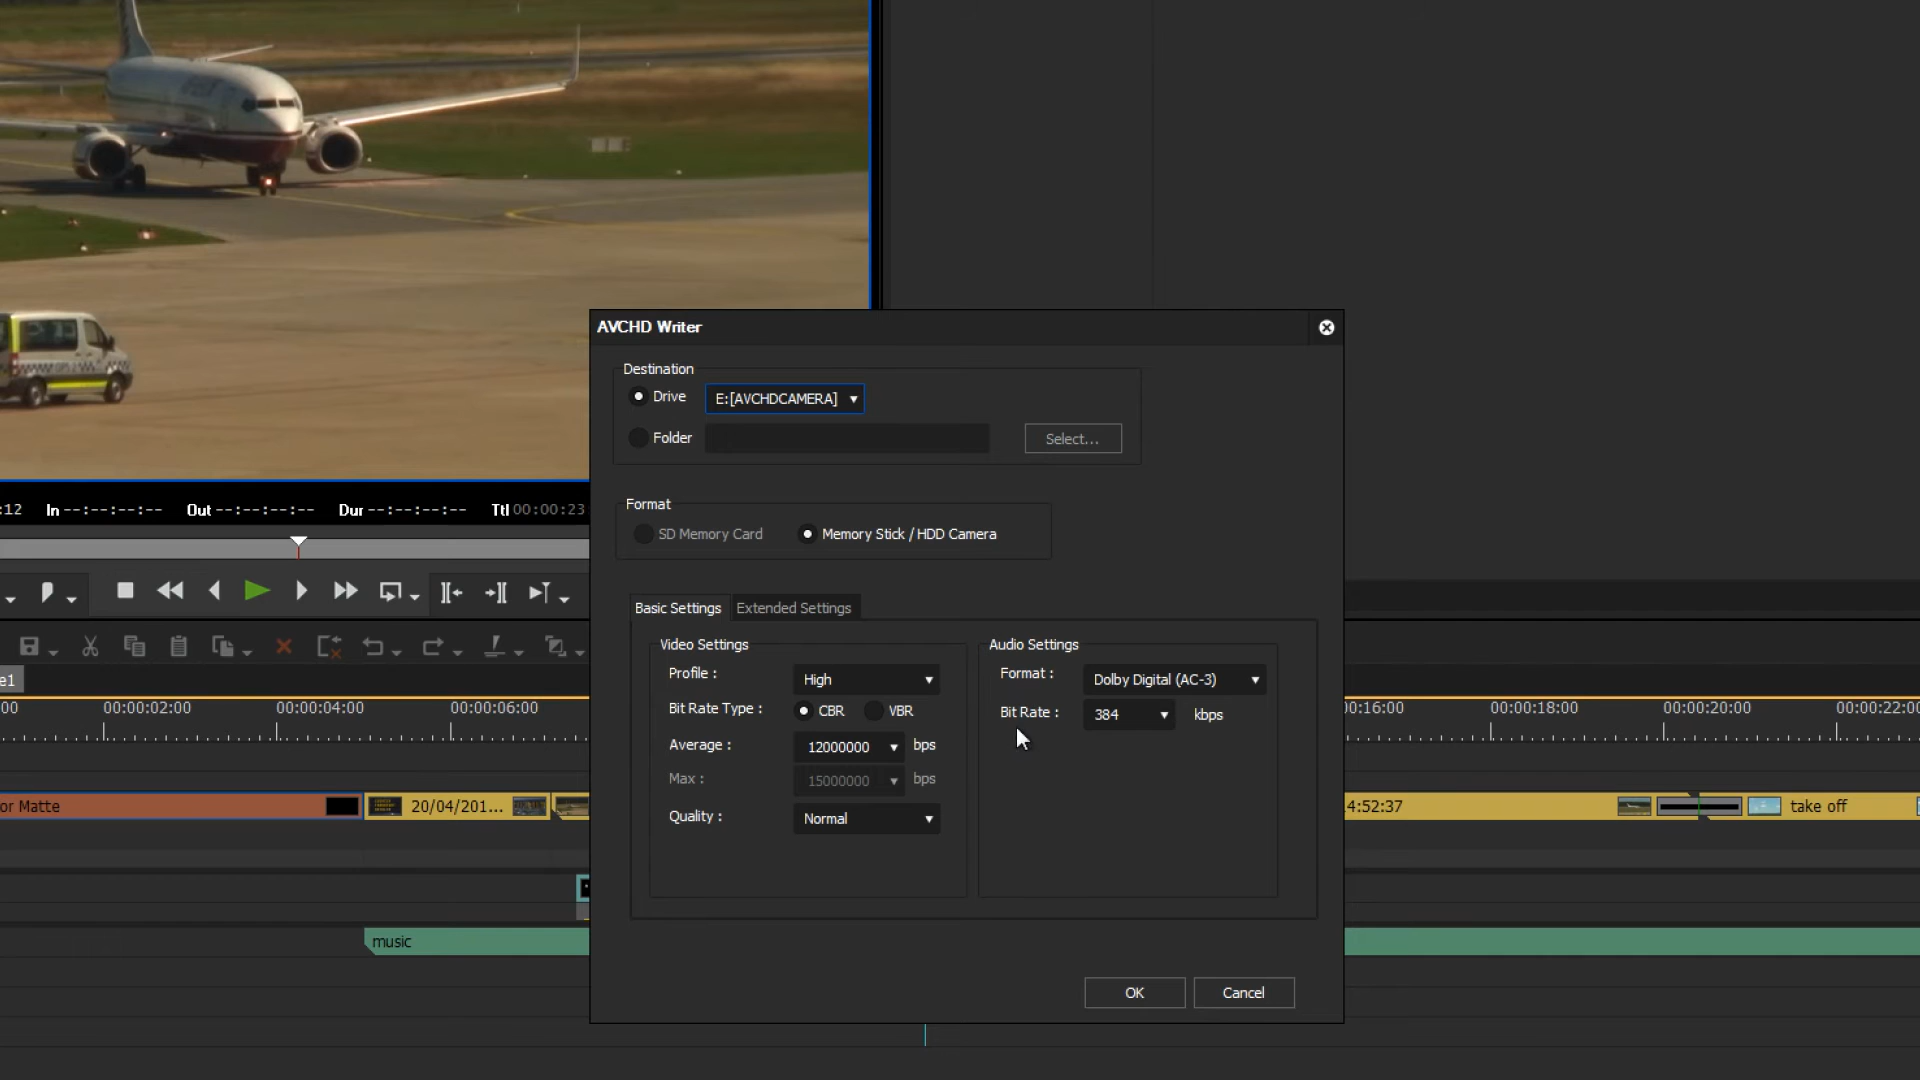 AVCHD Writer
Destination
Drive E:[AVCHDCAMERA]
Folder Select...
Format
SD Memory Card Memory Stick / HDD Camera
:12 In --:--:--:-- Out --:--:--:-- Dur --:--:--:-- Ttl 00:00:23
Basic Settings Extended Settings
Video Settings Audio Settings
Profile : High Format : Dolby Digital (AC-3)
Bit Rate Type : CBR VBR Bit Rate : 384 kbps
Average : 12000000 bps
Max : 15000000 bps
Quality : Normal
e1
00 00:00:02:00 00:00:04:00 00:00:06:00 00:16:00 00:00:18:00 00:00:20:00 00:00:22:00
or Matte 20/04/201... 4:52:37 take off
music
OK Cancel